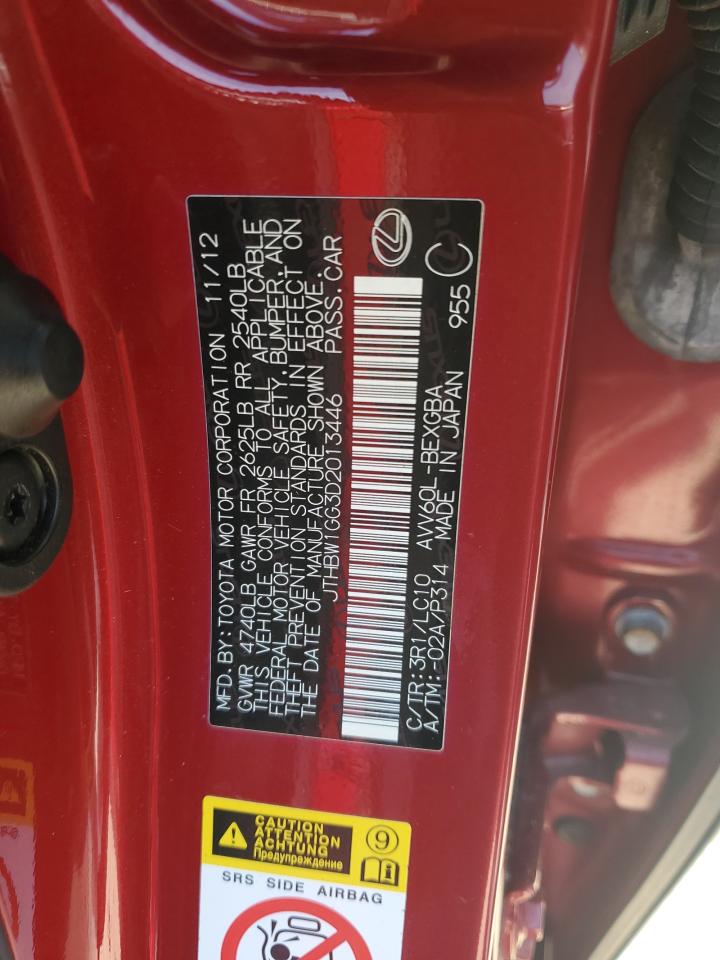 MFD. BY: TOYOTA MOTOR CORPORATION 11/12
GVWR 4740LB GAWR FR 2625LB RR 2540LB
THIS VEHICLE CONFORMS TO ALL APPLICABLE
FEDERAL MOTOR VEHICLE SAFETY, BUMPER, AND
THEFT PREVENTION STANDARDS IN EFFECT ON
THE DATE OF MANUFACTURE SHOWN ABOVE.
JTHBW1GG3D2013446 PASS. CAR
C/TR: 3R1 / LC10 AVV60L-BEXGBA
A/TM: -02A/P314 MADE IN JAPAN 955 C
CAUTION
ATTENTION
ACHTUNG
Предупреждение
9
SRS SIDE AIRBAG